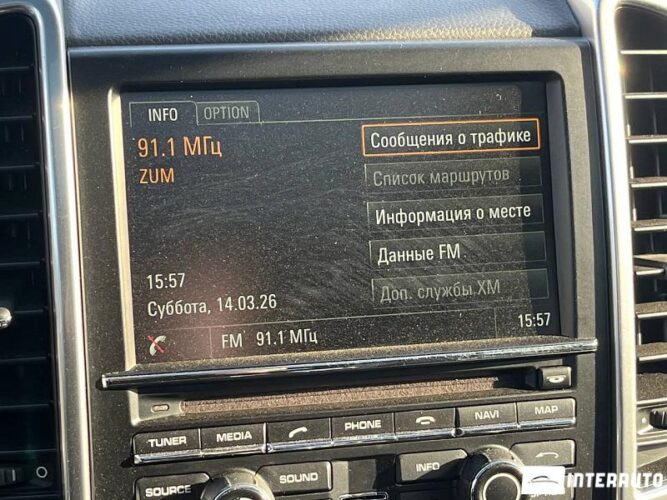 INFO OPTION
91.1 МГц
ZUM
Сообщения о трафике
Список маршрутов
Информация о месте
Данные FM
Доп. службы XM
15:57
Суббота, 14.03.26
FM 91.1 МГц
15:57
TUNER MEDIA PHONE NAVI MAP
SOURCE SOUND INFO
INTERAUTO